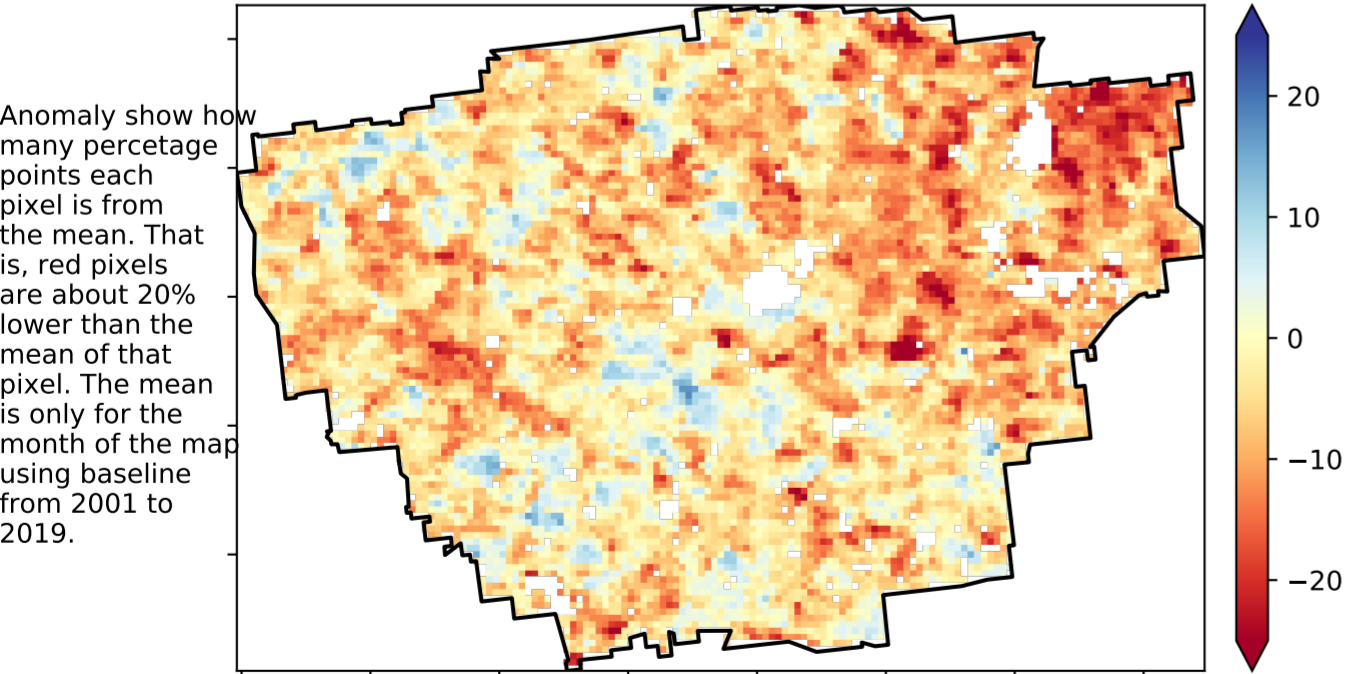 Anomaly show how
many percetage
points each
pixel is from
the mean. That
is, red pixels
are about 20%
lower than the
mean of that
pixel. The mean
is only for the
month of the map
using baseline
from 2001 to
2019.
20
10
0
−10
−20